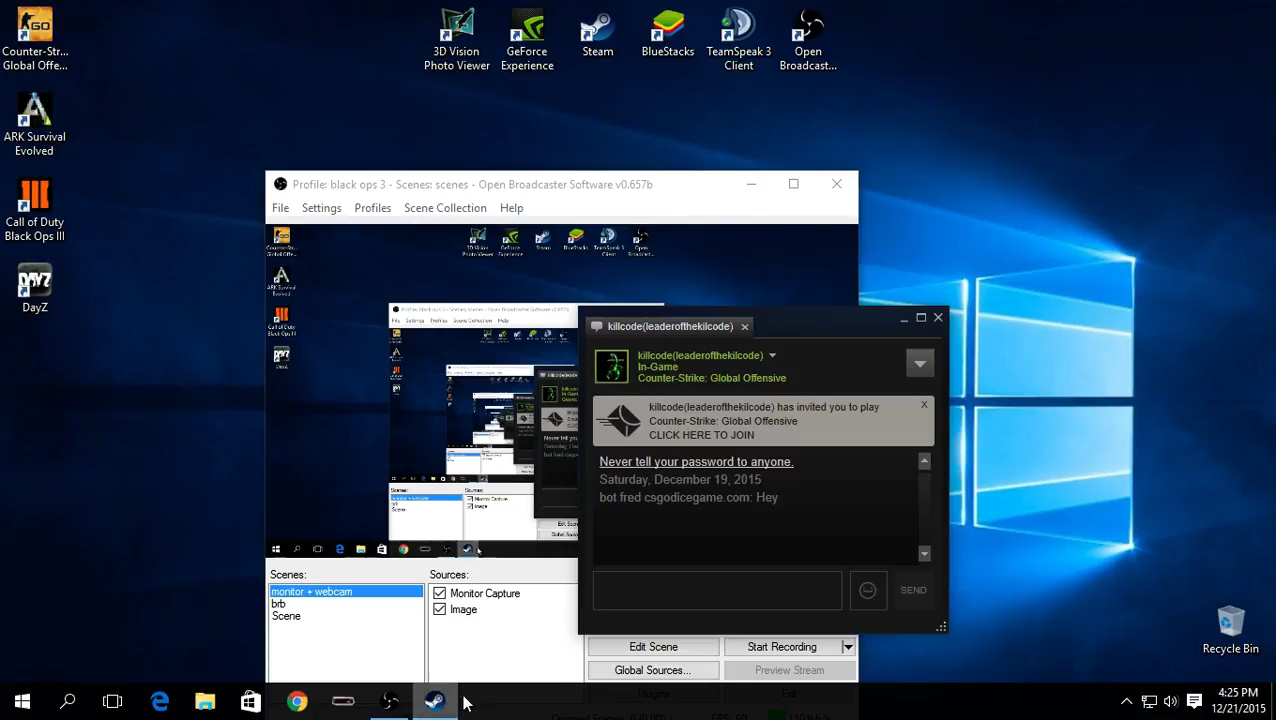 Counter-Str...
Global Offe...
ARK Survival
Evolved
Call of Duty
Black Ops III
DayZ
3D Vision
Photo Viewer
GeForce
Experience
Steam
BlueStacks
TeamSpeak 3
Client
Open
Broadcast...
Profile: black ops 3 - Scenes: scenes - Open Broadcaster Software v0.657b
File Settings Profiles Scene Collection Help
killcode(leaderofthekilcode)
killcode(leaderofthekilcode)
In-Game
Counter-Strike: Global Offensive
killcode(leaderofthekilcode) has invited you to play
Counter-Strike: Global Offensive
CLICK HERE TO JOIN
X
Never tell your password to anyone.
Saturday, December 19, 2015
bot fred csgodicegame.com: Hey
SEND
Scenes:
monitor + webcam
brb
Scene
Sources:
Monitor Capture
Image
Edit Scene
Start Recording
Global Sources...
Preview Stream
Plugins
Exit
Recycle Bin
4:25 PM
12/21/2015